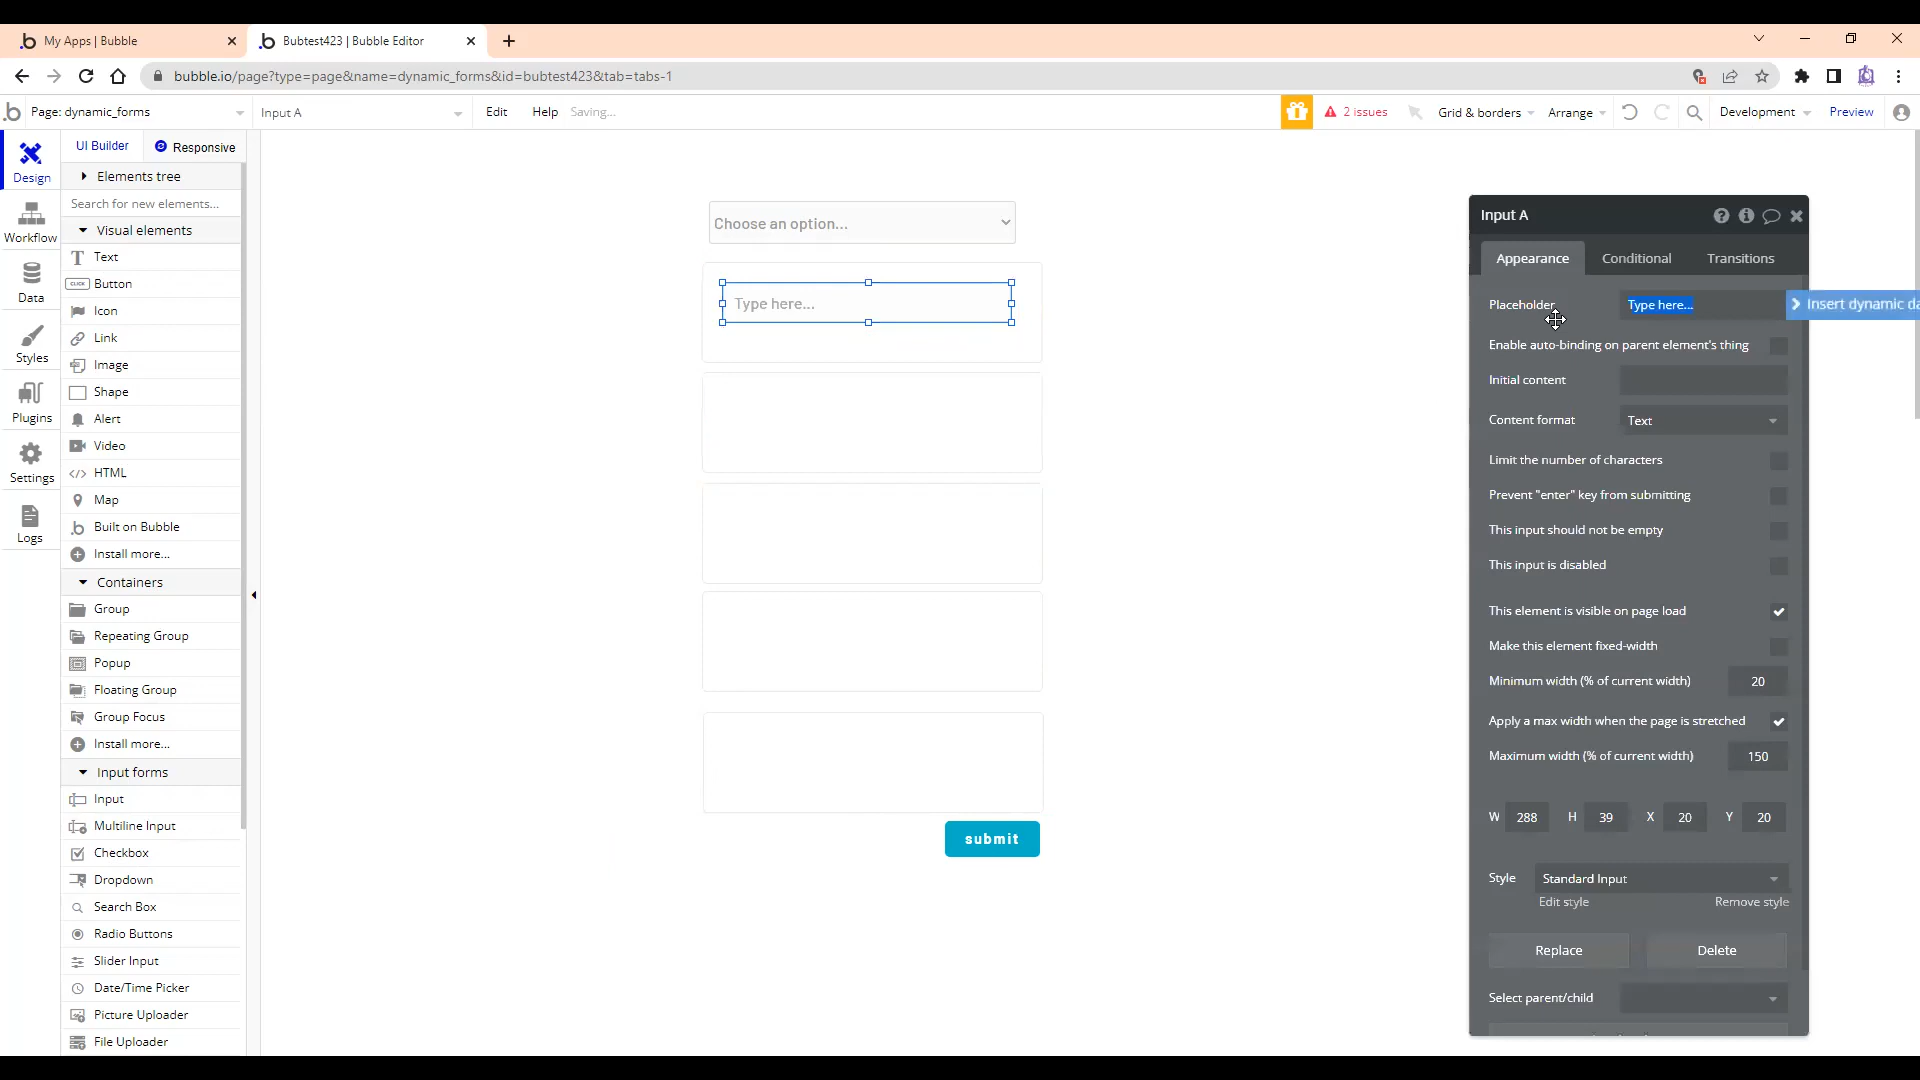 My Apps | Bubble
Bubtest423 | Bubble Editor
bubble.io/page?type=page&name=dynamic_forms&id=bubtest423&tab=tabs-1
Page: dynamic_forms
Input A
Edit
Help
Saving...
2 issues
Grid & borders
Arrange
Development
Preview
Design
Workflow
Data
Styles
Plugins
Settings
Logs
UI Builder
Responsive
Elements tree
Search for new elements...
Visual elements
Text
CLICK
Button
Icon
Link
Image
Shape
Alert
Video
HTML
Map
Built on Bubble
Install more...
Containers
Group
Repeating Group
Popup
Floating Group
Group Focus
Install more...
Input forms
Input
Multiline Input
Checkbox
Dropdown
Search Box
Radio Buttons
Slider Input
Date/Time Picker
Picture Uploader
File Uploader
Choose an option...
Type here...
submit
Input A
Appearance
Conditional
Transitions
Placeholder
Type here...
Insert dynamic da
Enable auto-binding on parent element's thing
Initial content
Content format
Text
Limit the number of characters
Prevent "enter" key from submitting
This input should not be empty
This input is disabled
This element is visible on page load
Make this element fixed-width
Minimum width (% of current width)
20
Apply a max width when the page is stretched
Maximum width (% of current width)
150
W 288 H 39 X 20 Y 20
Style
Standard Input
Edit style
Remove style
Replace
Delete
Select parent/child